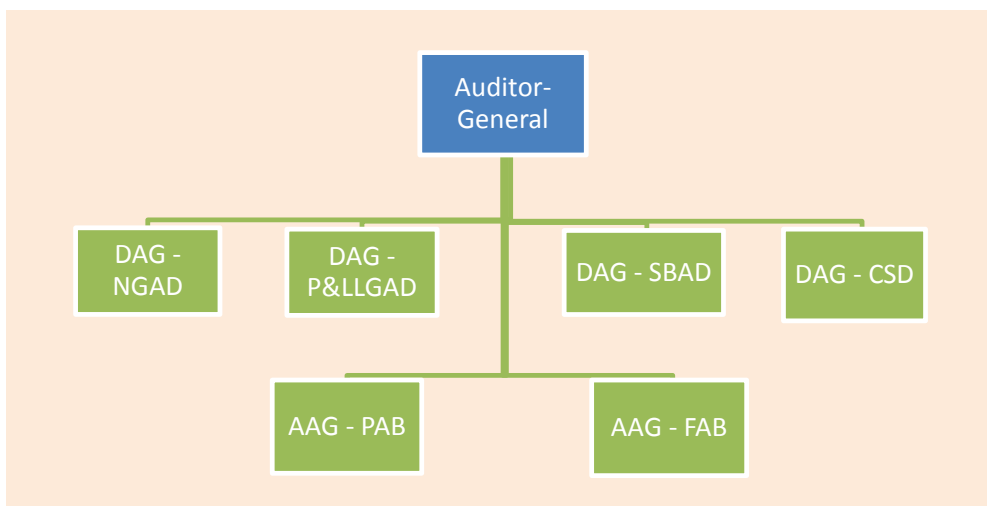 Auditor-
General
DAG -
NGAD
DAG -
P&LLGAD
DAG - SBAD
DAG - CSD
AAG - PAB
AAG - FAB